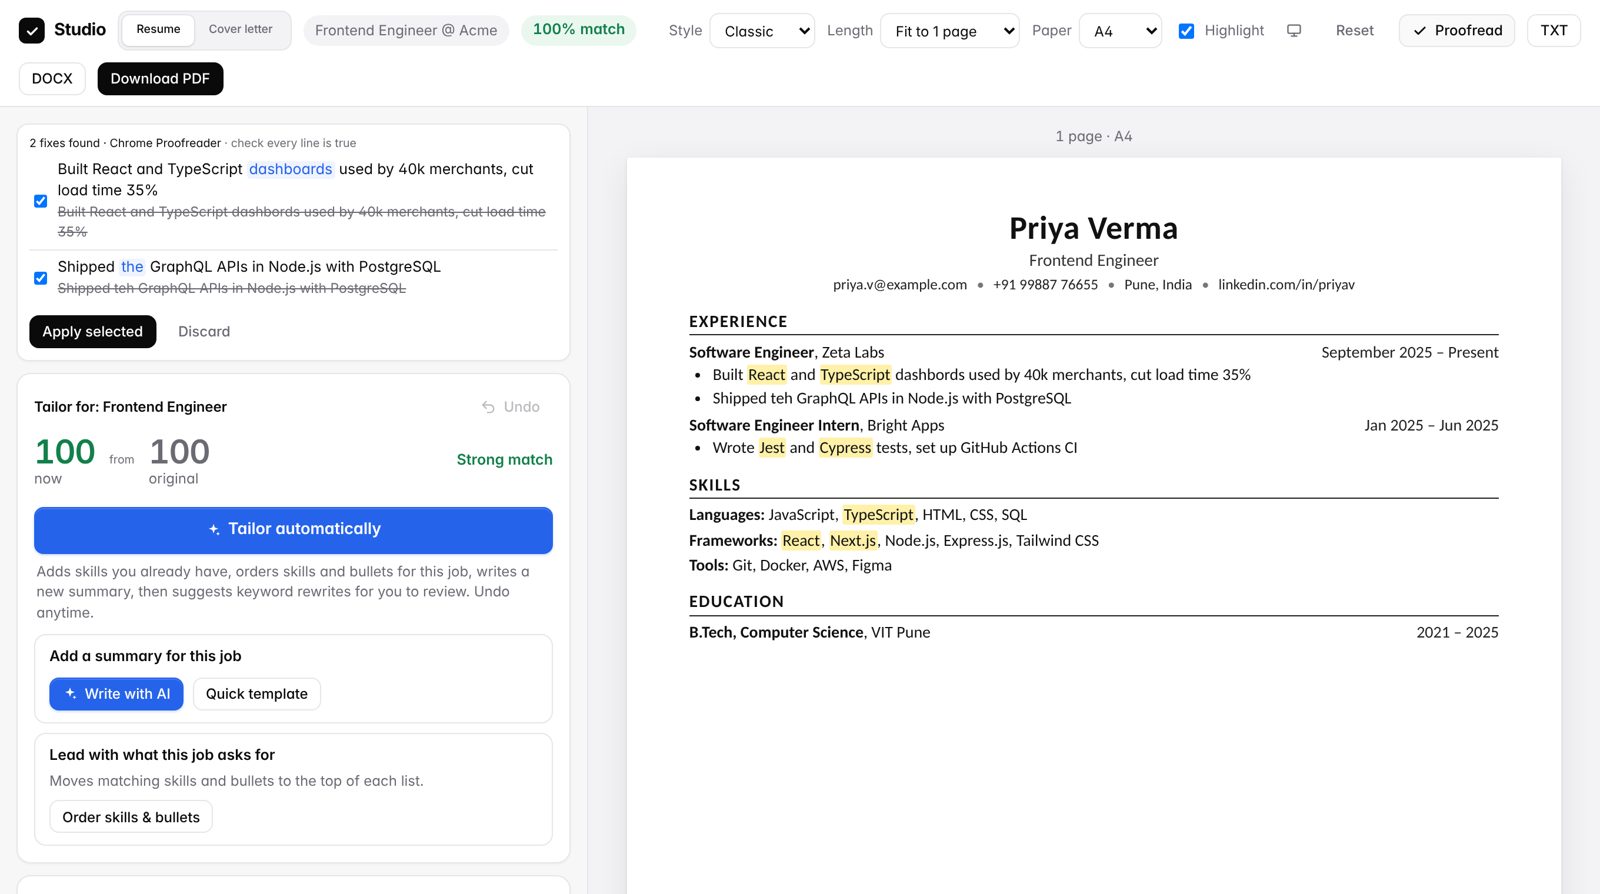 Studio
Resume
Cover letter
Frontend Engineer @ Acme
100% match
Style
Classic
Length
Fit to 1 page
Paper
A4
Highlight
Reset
Proofread
TXT
DOCX
Download PDF
2 fixes found · Chrome Proofreader · check every line is true
Built React and TypeScript dashboards used by 40k merchants, cut
load time 35%
Built React and TypeScript dashbords used by 40k merchants, cut load time
35%
Shipped the GraphQL APIs in Node.js with PostgreSQL
Shipped teh GraphQL APIs in Node.js with PostgreSQL
Apply selected
Discard
Tailor for: Frontend Engineer
Undo
100 from 100
now
original
Strong match
Tailor automatically
Adds skills you already have, orders skills and bullets for this job, writes a
new summary, then suggests keyword rewrites for you to review. Undo
anytime.
Add a summary for this job
Write with AI
Quick template
Lead with what this job asks for
Moves matching skills and bullets to the top of each list.
Order skills & bullets
1 page · A4
Priya Verma
Frontend Engineer
priya.v@example.com • +91 99887 76655 • Pune, India • linkedin.com/in/priyav
EXPERIENCE
Software Engineer, Zeta Labs September 2025 – Present
• Built React and TypeScript dashbords used by 40k merchants, cut load time 35%
• Shipped teh GraphQL APIs in Node.js with PostgreSQL
Software Engineer Intern, Bright Apps Jan 2025 – Jun 2025
• Wrote Jest and Cypress tests, set up GitHub Actions CI
SKILLS
Languages: JavaScript, TypeScript, HTML, CSS, SQL
Frameworks: React, Next.js, Node.js, Express.js, Tailwind CSS
Tools: Git, Docker, AWS, Figma
EDUCATION
B.Tech, Computer Science, VIT Pune 2021 – 2025